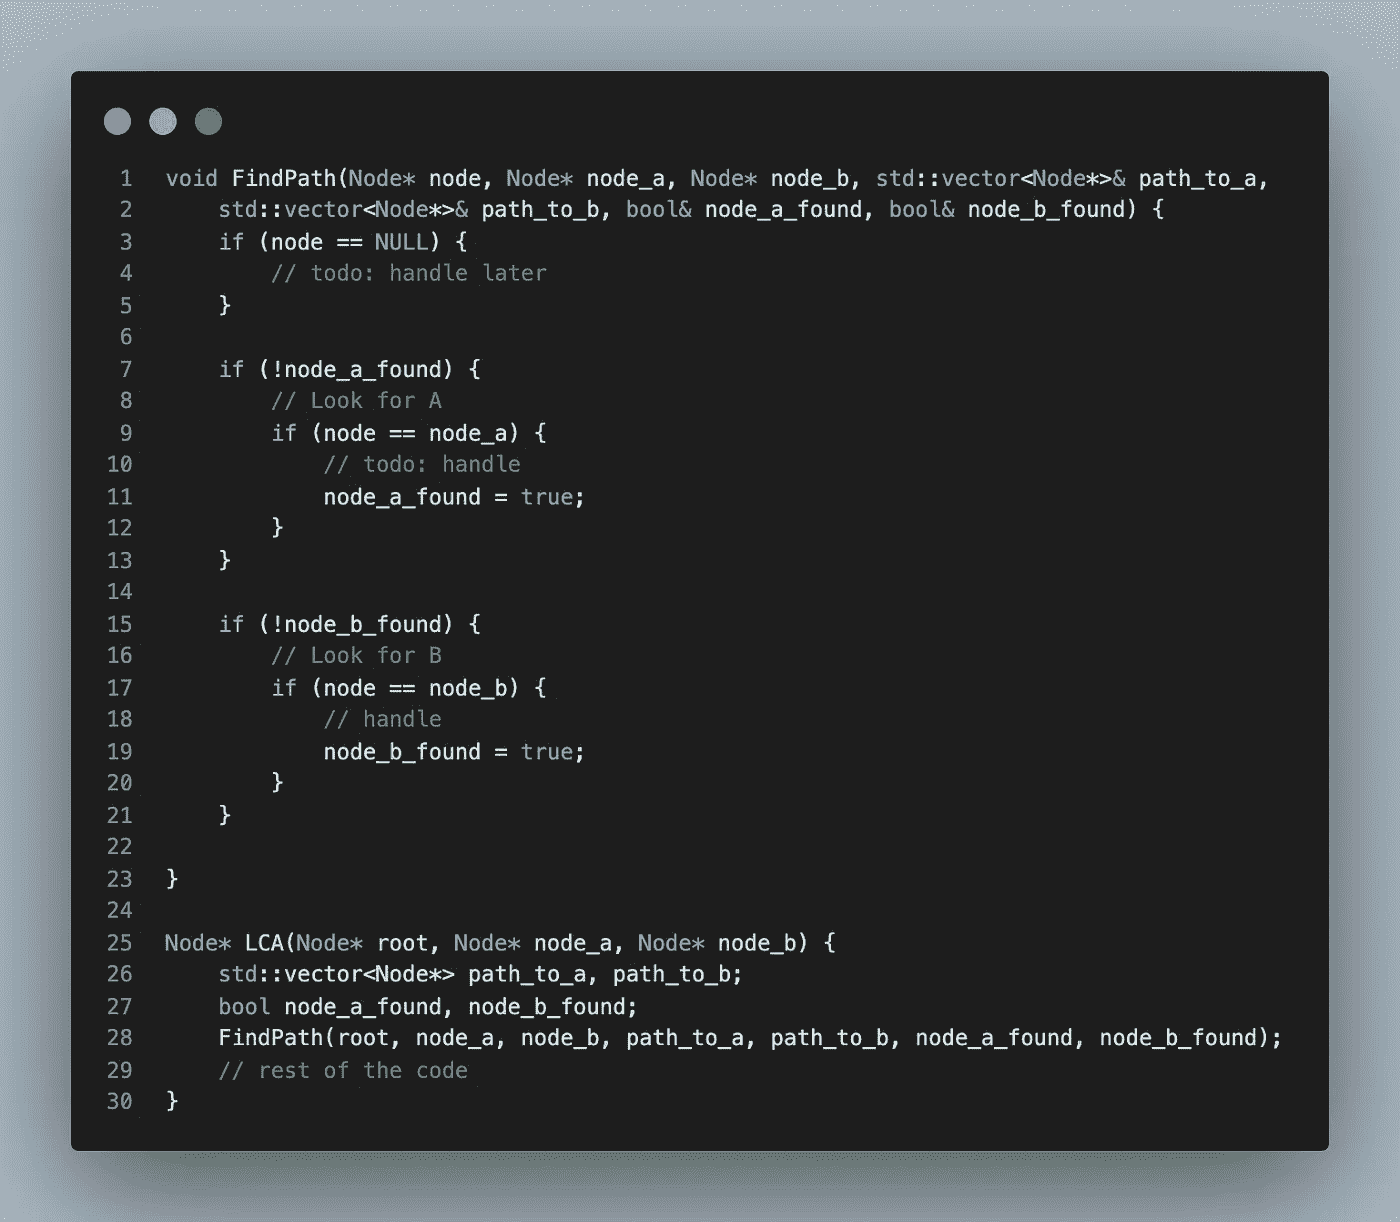 1 void FindPath(Node* node, Node* node_a, Node* node_b, std::vector<Node*>& path_to_a,
2     std::vector<Node*>& path_to_b, bool& node_a_found, bool& node_b_found) {
3     if (node == NULL) {
4         // todo: handle later
5     }
6
7     if (!node_a_found) {
8         // Look for A
9         if (node == node_a) {
10             // todo: handle
11             node_a_found = true;
12         }
13     }
14
15     if (!node_b_found) {
16         // Look for B
17         if (node == node_b) {
18             // handle
19             node_b_found = true;
20         }
21     }
22
23 }
24
25 Node* LCA(Node* root, Node* node_a, Node* node_b) {
26     std::vector<Node*> path_to_a, path_to_b;
27     bool node_a_found, node_b_found;
28     FindPath(root, node_a, node_b, path_to_a, path_to_b, node_a_found, node_b_found);
29     // rest of the code
30 }